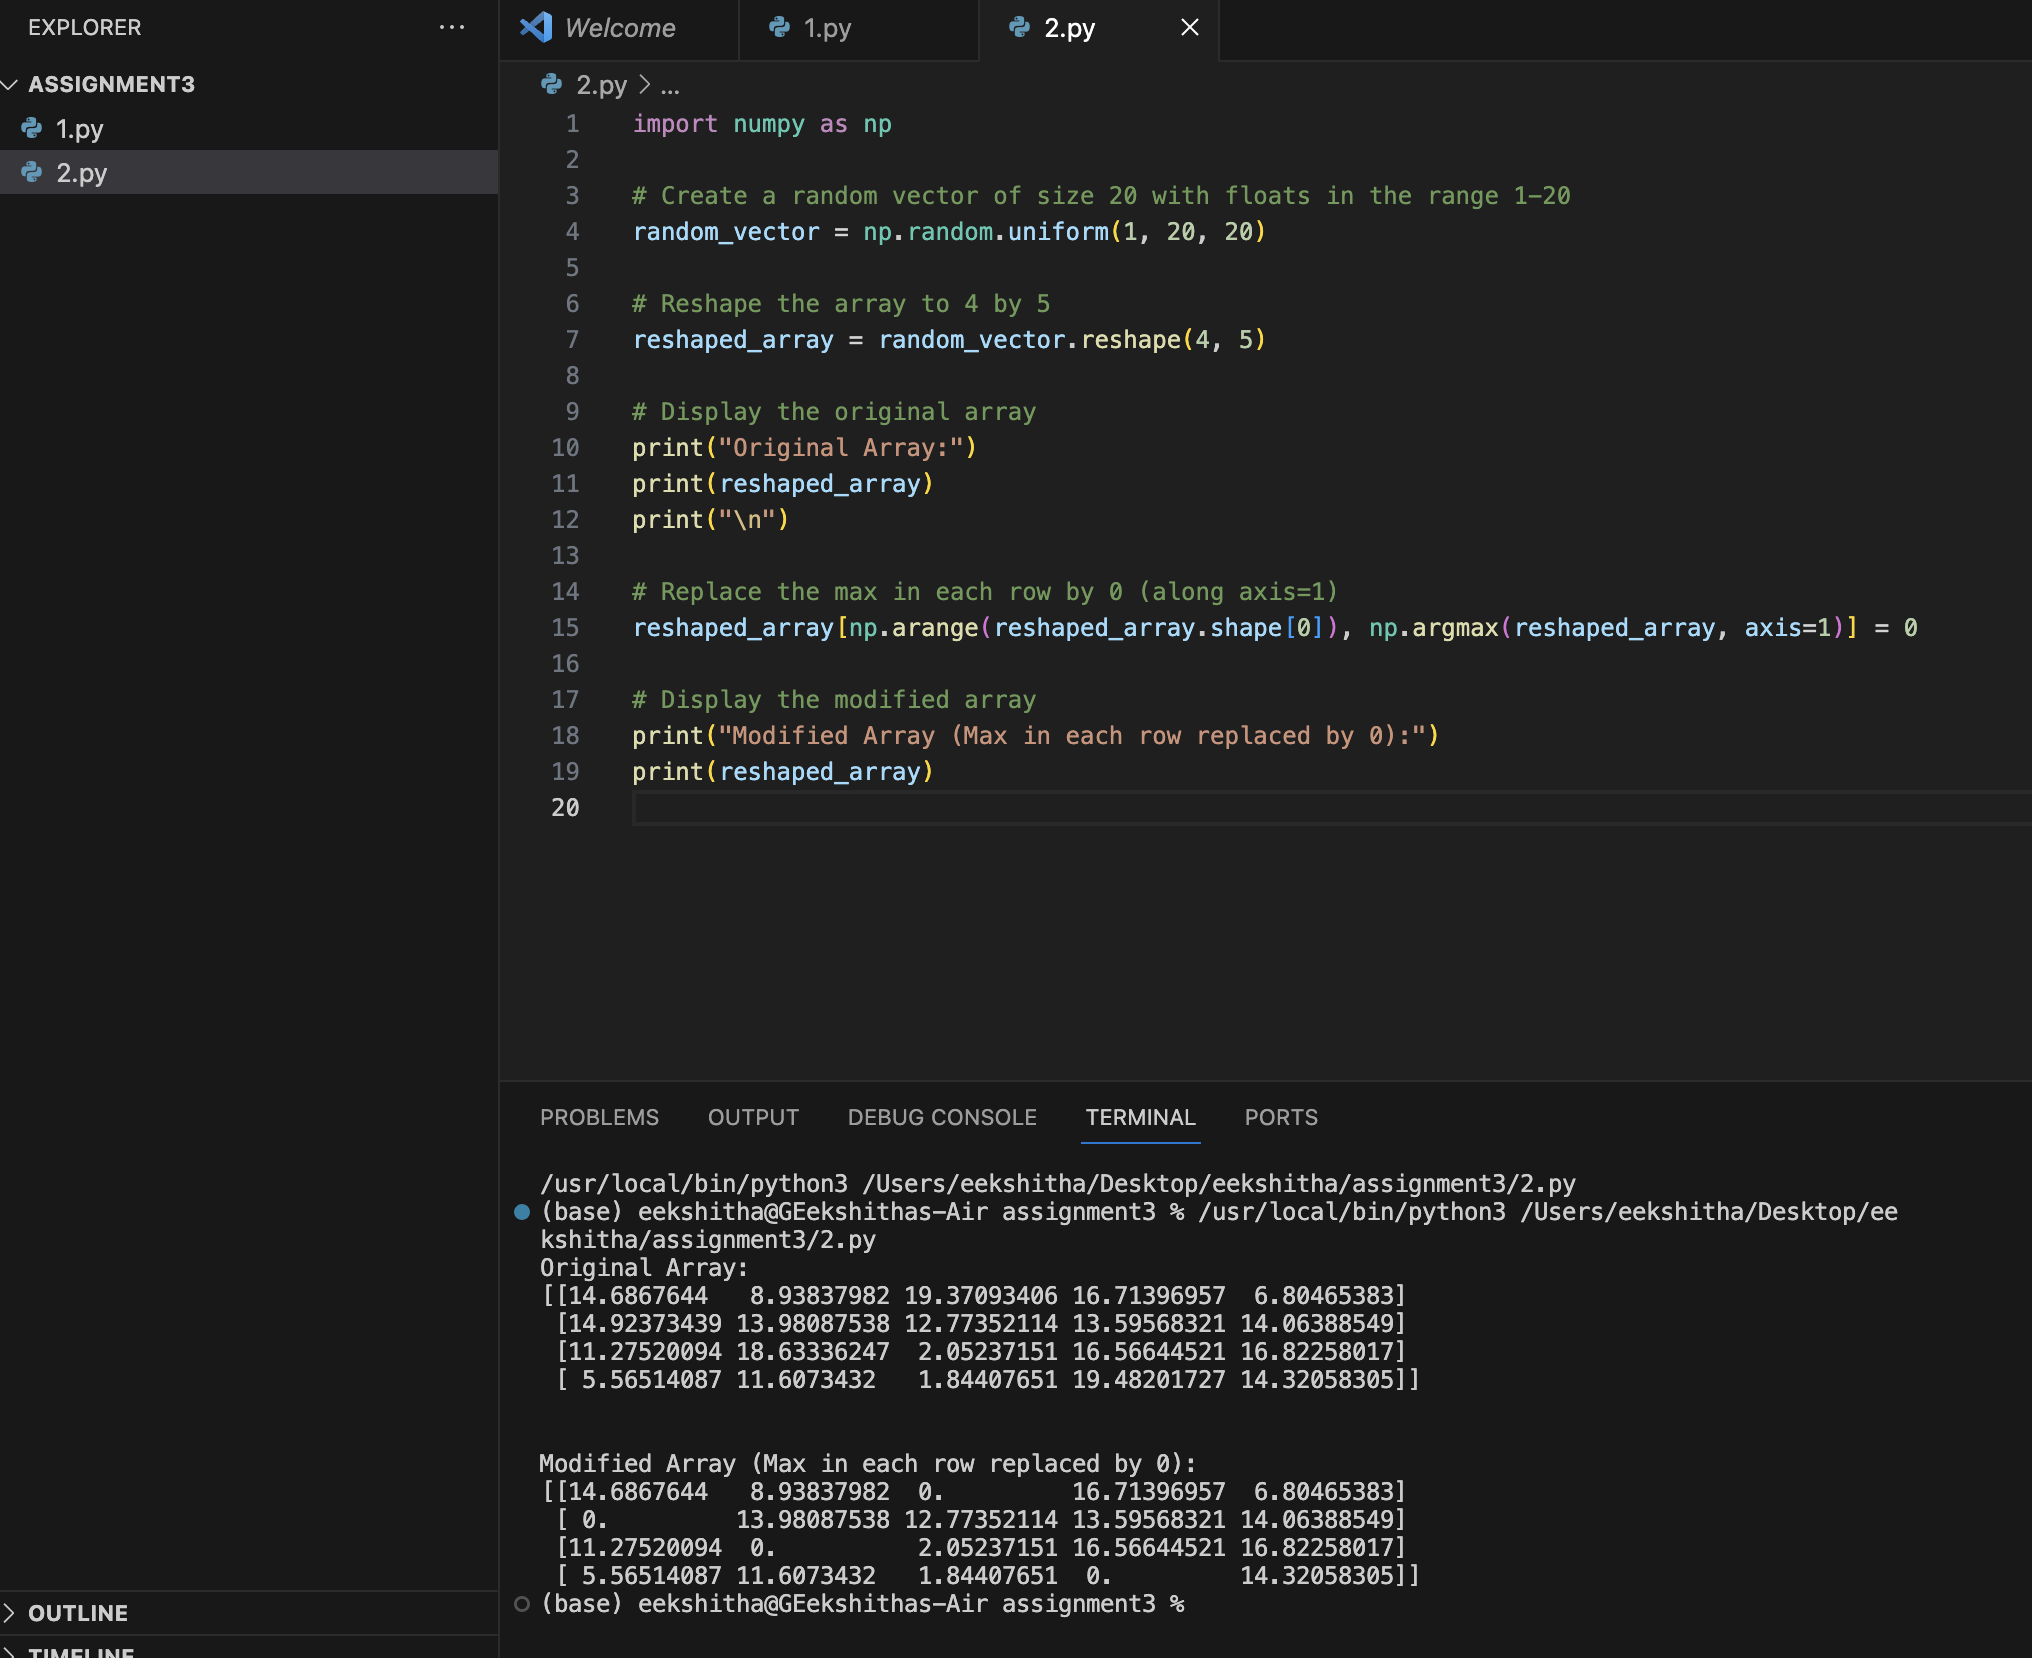 EXPLORER ...
ASSIGNMENT3
1.py
2.py
OUTLINE
TIMELINE
Welcome 1.py 2.py
2.py > ...
1 import numpy as np
2
3 # Create a random vector of size 20 with floats in the range 1-20
4 random_vector = np.random.uniform(1, 20, 20)
5
6 # Reshape the array to 4 by 5
7 reshaped_array = random_vector.reshape(4, 5)
8
9 # Display the original array
10 print("Original Array:")
11 print(reshaped_array)
12 print("\n")
13
14 # Replace the max in each row by 0 (along axis=1)
15 reshaped_array[np.arange(reshaped_array.shape[0]), np.argmax(reshaped_array, axis=1)] = 0
16
17 # Display the modified array
18 print("Modified Array (Max in each row replaced by 0):")
19 print(reshaped_array)
20
PROBLEMS OUTPUT DEBUG CONSOLE TERMINAL PORTS
/usr/local/bin/python3 /Users/eekshitha/Desktop/eekshitha/assignment3/2.py
(base) eekshitha@GEekshithas-Air assignment3 % /usr/local/bin/python3 /Users/eekshitha/Desktop/ee
kshitha/assignment3/2.py
Original Array:
[[14.6867644   8.93837982 19.37093406 16.71396957  6.80465383]
 [14.92373439 13.98087538 12.77352114 13.59568321 14.06388549]
 [11.27520094 18.63336247  2.05237151 16.56644521 16.82258017]
 [ 5.56514087 11.6073432   1.84407651 19.48201727 14.32058305]]
Modified Array (Max in each row replaced by 0):
[[14.6867644   8.93837982  0.         16.71396957  6.80465383]
 [ 0.         13.98087538 12.77352114 13.59568321 14.06388549]
 [11.27520094  0.          2.05237151 16.56644521 16.82258017]
 [ 5.56514087 11.6073432   1.84407651  0.         14.32058305]]
(base) eekshitha@GEekshithas-Air assignment3 %